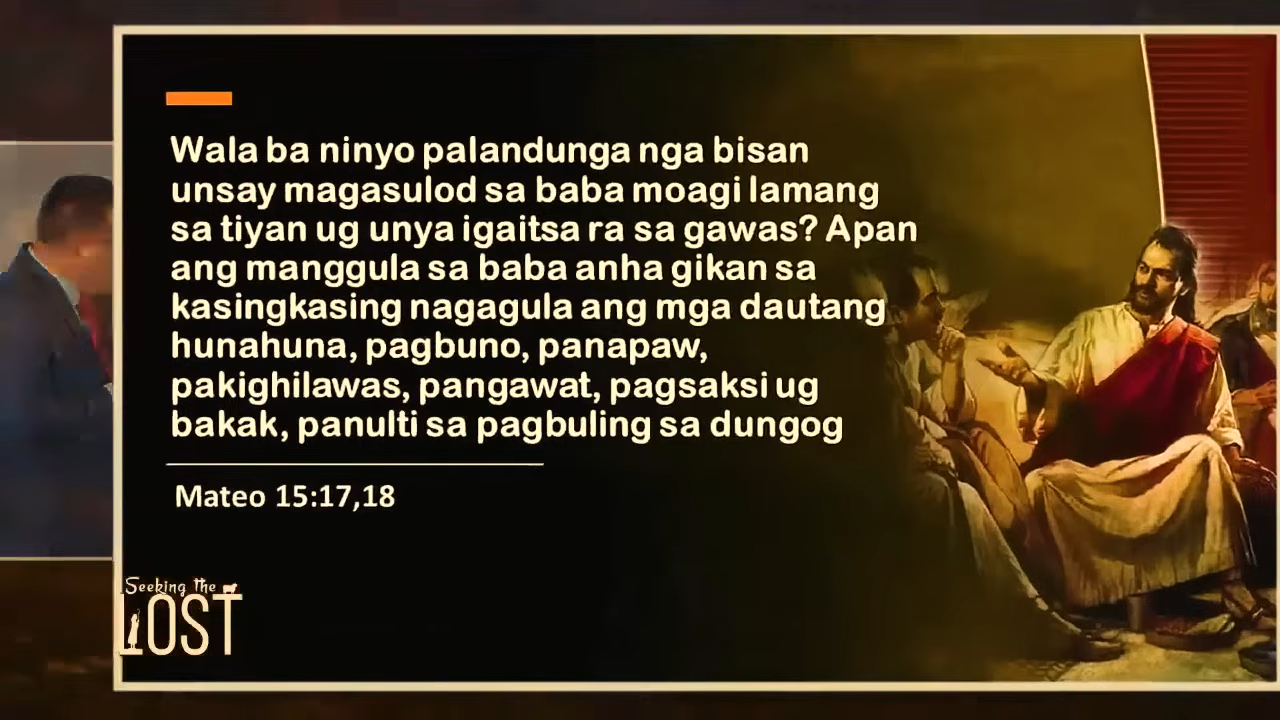 Wala ba ninyo palandunga nga bisan
unsay magasulod sa baba moagi lamang
sa tiyan ug unya igaitsa ra sa gawas? Apan
ang manggula sa baba anha gikan sa
kasingkasing nagagula ang mga dautang
hunahuna, pagbuno, panapaw,
pakighilawas, pangawat, pagsaksi ug
bakak, panulti sa pagbuling sa dungog
Mateo 15:17,18
Seeking the
LOST